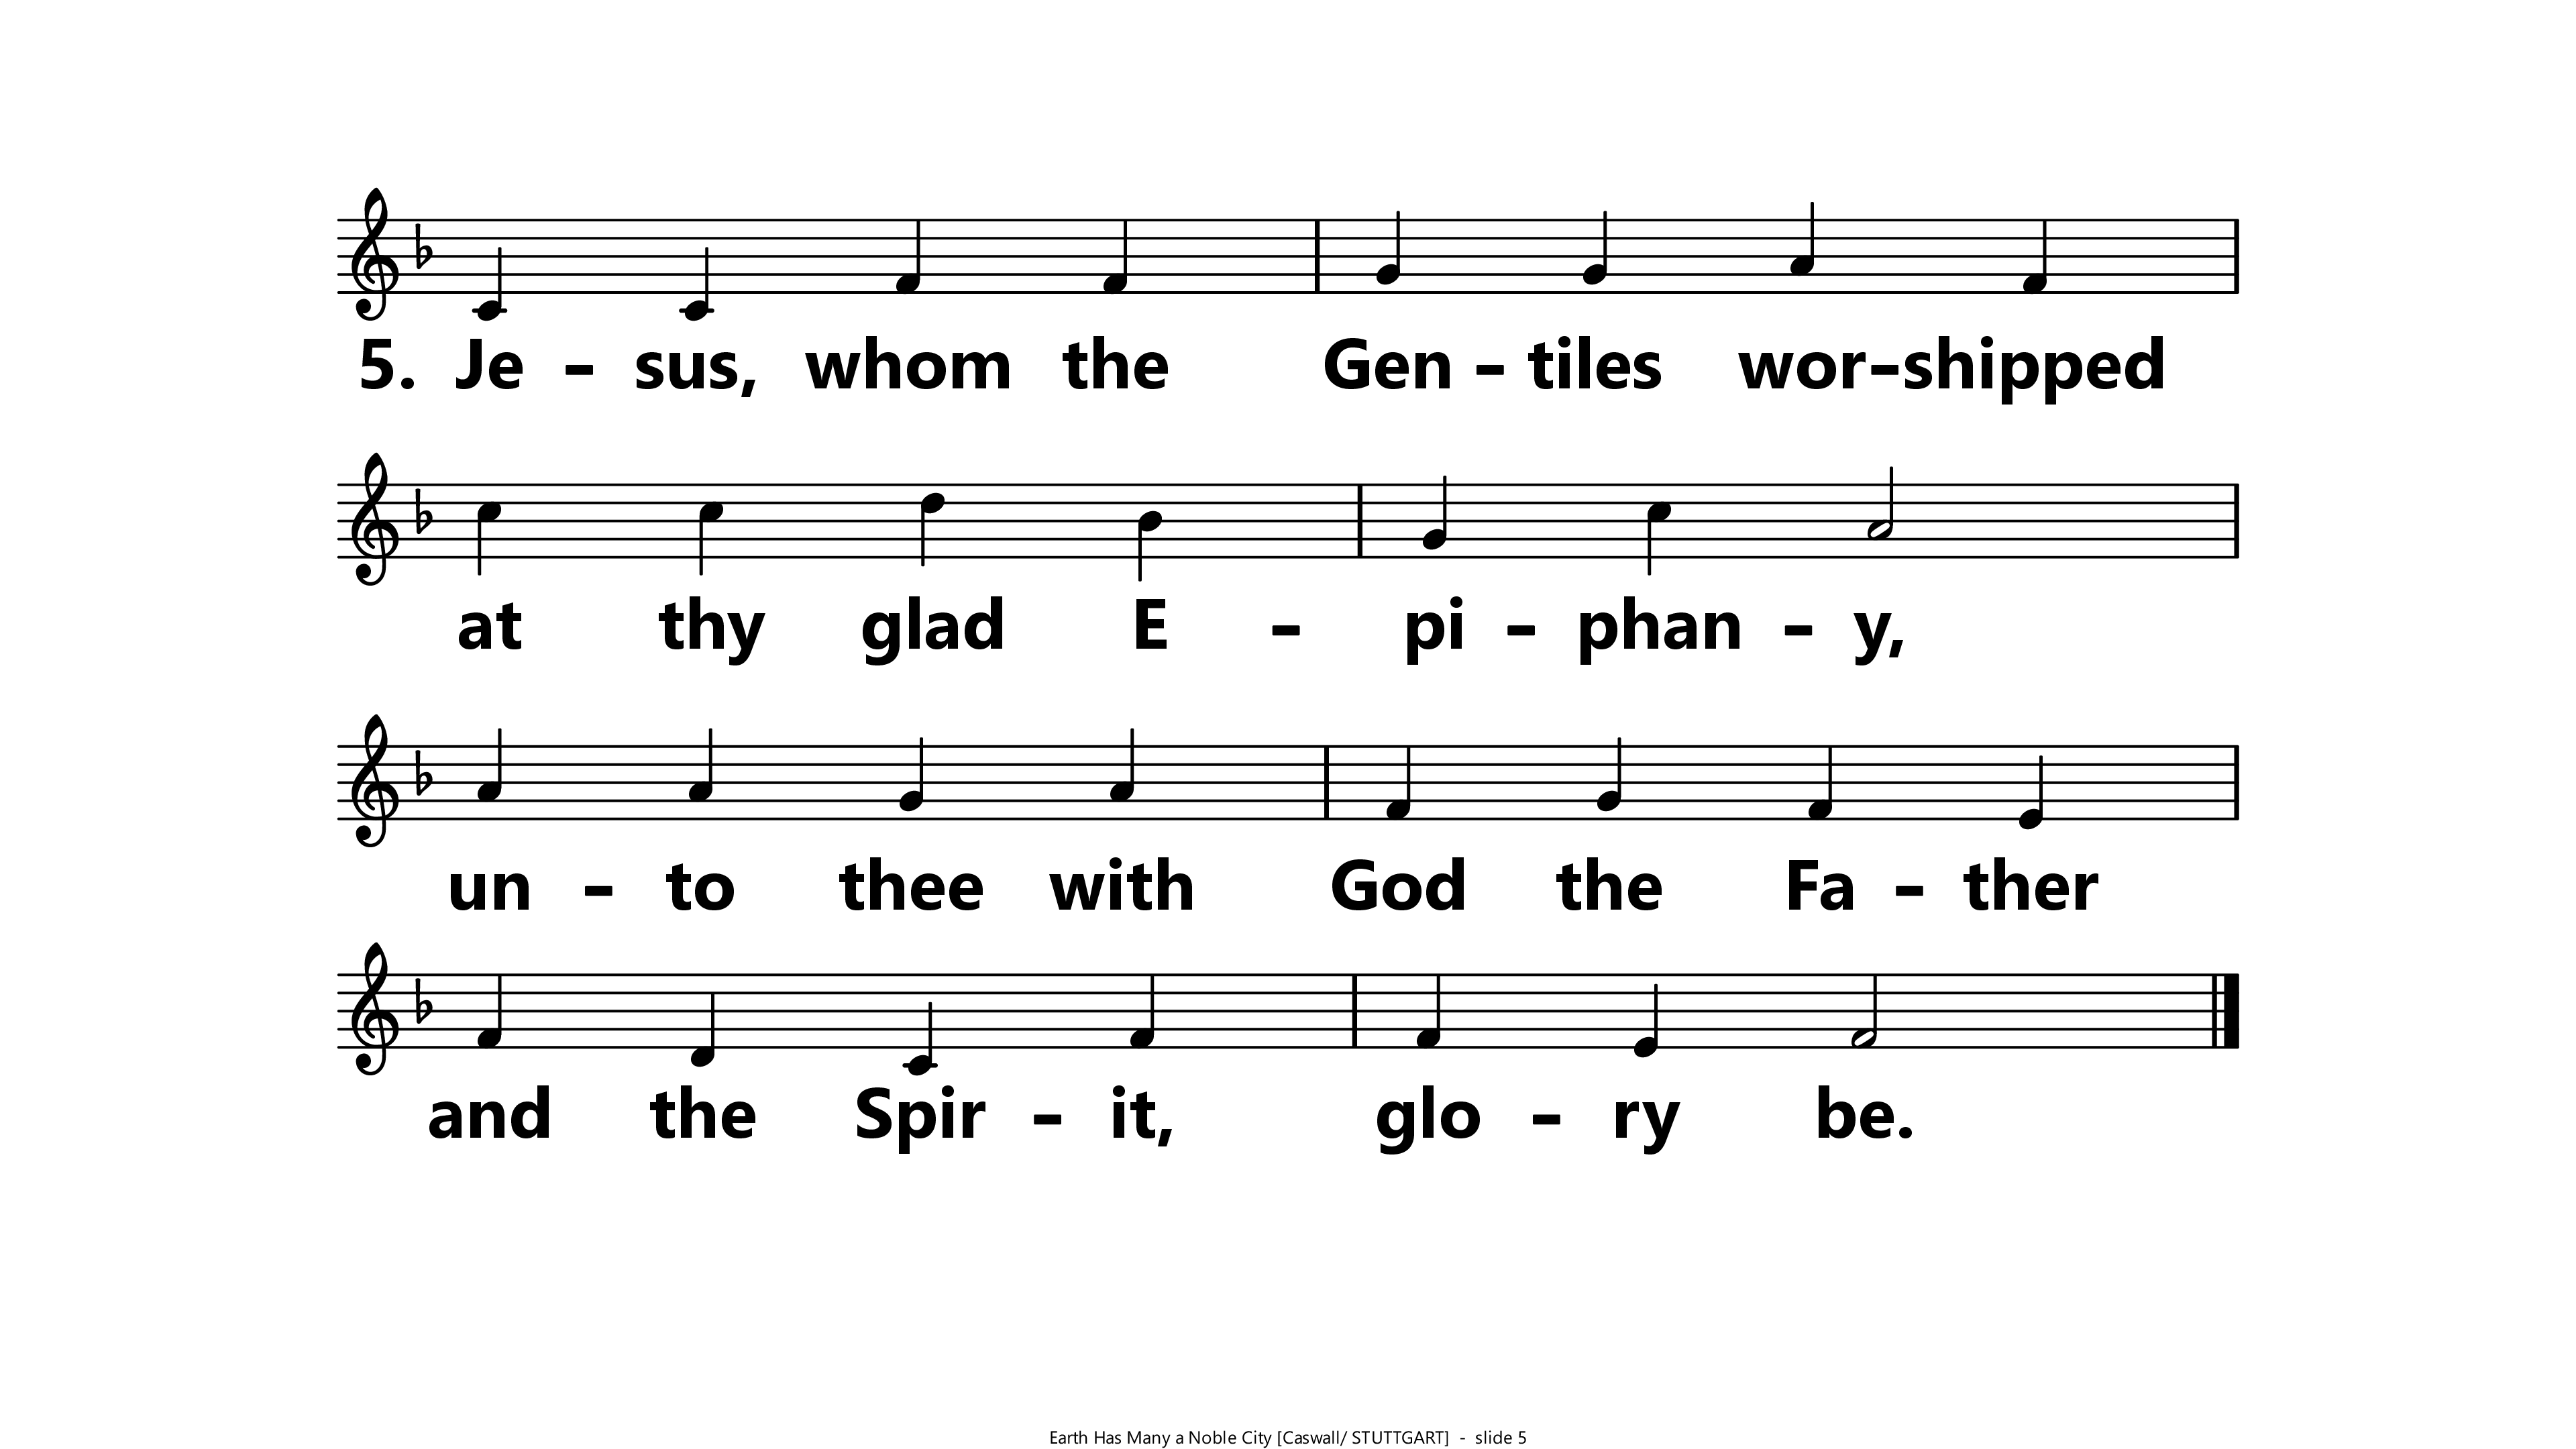 5. Je – sus, whom the Gen – tiles wor–shipped
at thy glad E – pi – phan – y,
un – to thee with God the Fa – ther
and the Spir – it, glo – ry be.
Earth Has Many a Noble City [Caswall/ STUTTGART] - slide 5